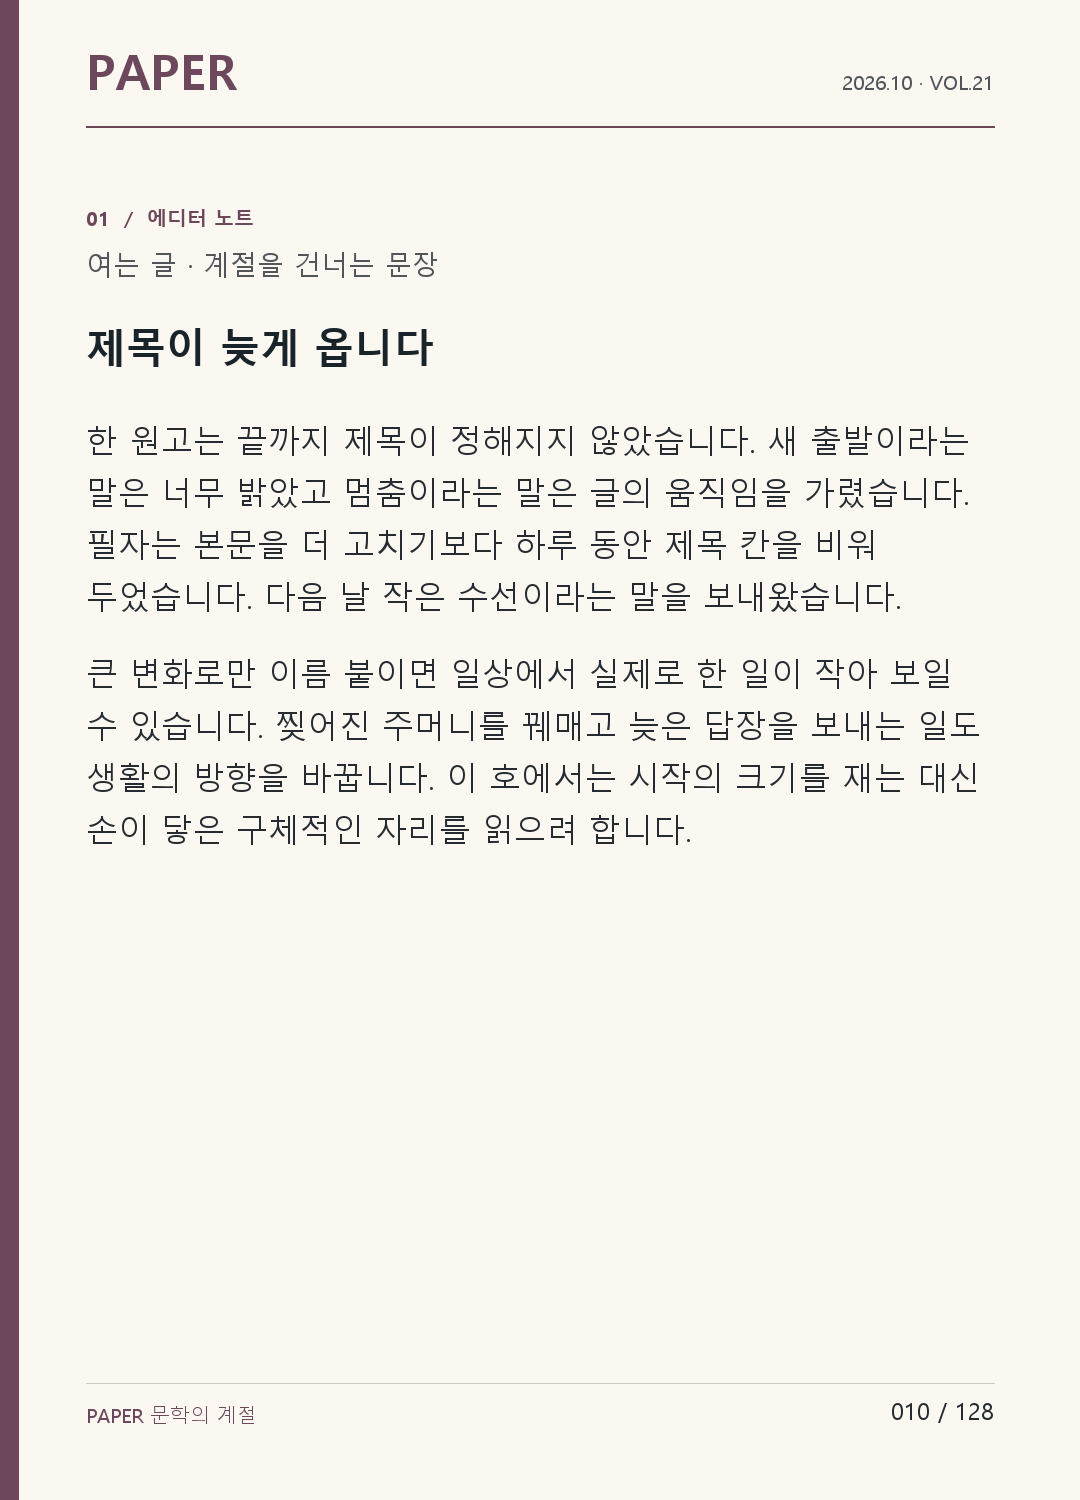 PAPER
2026.10 · VOL.21
01 / 에디터 노트
여는 글 · 계절을 건너는 문장
제목이 늦게 옵니다
한 원고는 끝까지 제목이 정해지지 않았습니다. 새 출발이라는
말은 너무 밝았고 멈춤이라는 말은 글의 움직임을 가렸습니다.
필자는 본문을 더 고치기보다 하루 동안 제목 칸을 비워
두었습니다. 다음 날 작은 수선이라는 말을 보내왔습니다.
큰 변화로만 이름 붙이면 일상에서 실제로 한 일이 작아 보일
수 있습니다. 찢어진 주머니를 꿰매고 늦은 답장을 보내는 일도
생활의 방향을 바꿉니다. 이 호에서는 시작의 크기를 재는 대신
손이 닿은 구체적인 자리를 읽으려 합니다.
PAPER 문학의 계절
010 / 128